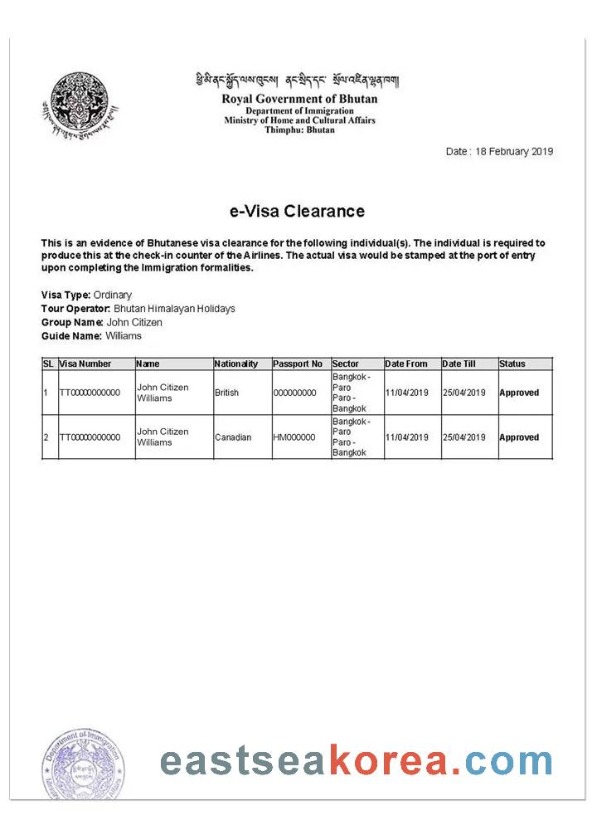 ཕྱི་མི་དང་སྐྱོད་ལས་ཁུངས། ནང་སྲིད་དང་ སྲོལ་འཛིན་ལྷན་ཁག།
Royal Government of Bhutan
Department of Immigration
Ministry of Home and Cultural Affairs
Thimphu: Bhutan
Date : 18 February 2019
e-Visa Clearance
This is an evidence of Bhutanese visa clearance for the following individual(s). The individual is required to
produce this at the check-in counter of the Airlines. The actual visa would be stamped at the port of entry
upon completing the Immigration formalities.
Visa Type: Ordinary
Tour Operator: Bhutan Himalayan Holidays
Group Name: John Citizen
Guide Name: Williams
SL Visa Number Name Nationality Passport No Sector Date From Date Till Status
1 TT00000000000 John Citizen Williams British 000000000 Bangkok - Paro Paro - Bangkok 11/04/2019 25/04/2019 Approved
2 TT00000000000 John Citizen Williams Canadian HM000000 Bangkok - Paro Paro - Bangkok 11/04/2019 25/04/2019 Approved
Department of Immigration
eastseakorea.com